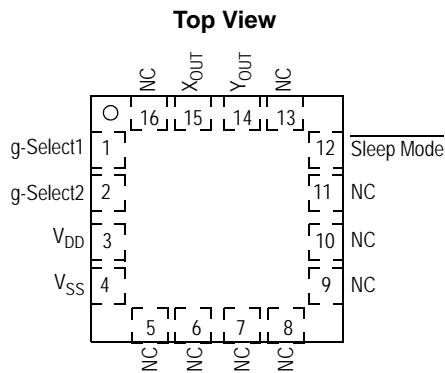 Top View
NC XOUT YOUT NC
16 15 14 13
g-Select1 1 12 Sleep Mode
g-Select2 2 11 NC
VDD 3 10 NC
VSS 4 9 NC
5 6 7 8
NC NC NC NC